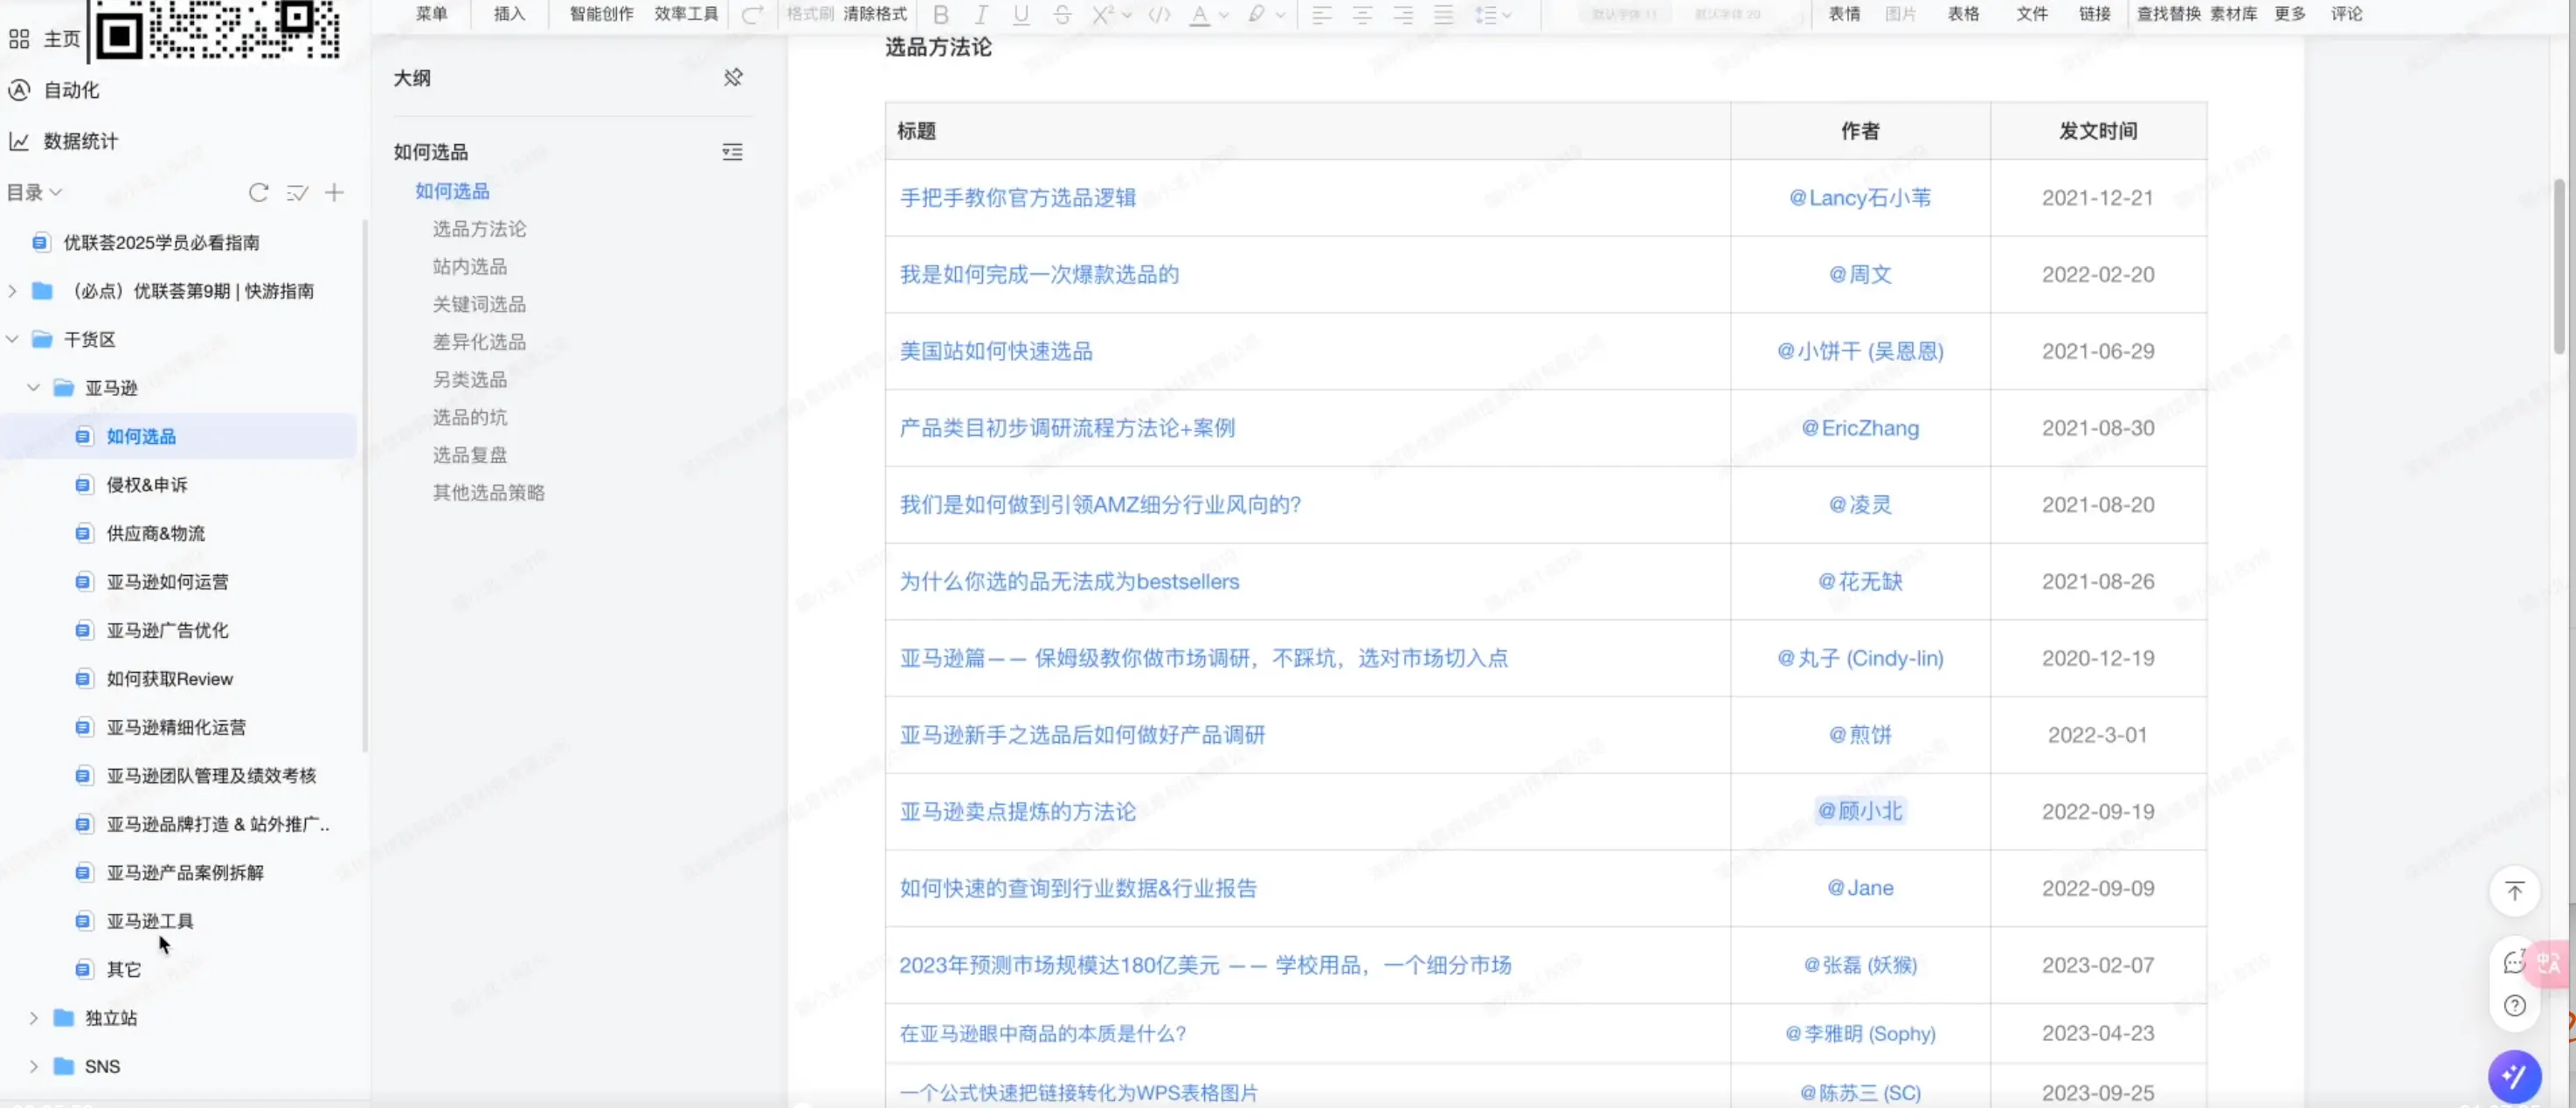 菜单 插入 智能创作 效率工具 格式刷 清除格式 B I U S X² </> A 默认字体 11 默认字体 20 表情 图片 表格 文件 链接 查找替换 素材库 更多 评论
主页
自动化
数据统计
目录
优联荟2025学员必看指南
（必点）优联荟第9期 | 快游指南
干货区
亚马逊
如何选品
侵权&申诉
供应商&物流
亚马逊如何运营
亚马逊广告优化
如何获取Review
亚马逊精细化运营
亚马逊团队管理及绩效考核
亚马逊品牌打造 & 站外推广..
亚马逊产品案例拆解
亚马逊工具
其它
独立站
SNS
大纲
如何选品
如何选品
选品方法论
站内选品
关键词选品
差异化选品
另类选品
选品的坑
选品复盘
其他选品策略
选品方法论
标题 作者 发文时间
手把手教你官方选品逻辑 @Lancy石小苇 2021-12-21
我是如何完成一次爆款选品的 @周文 2022-02-20
美国站如何快速选品 @小饼干 (吴恩恩) 2021-06-29
产品类目初步调研流程方法论+案例 @EricZhang 2021-08-30
我们是如何做到引领AMZ细分行业风向的? @凌灵 2021-08-20
为什么你选的品无法成为bestsellers @花无缺 2021-08-26
亚马逊篇—— 保姆级教你做市场调研，不踩坑，选对市场切入点 @丸子 (Cindy-lin) 2020-12-19
亚马逊新手之选品后如何做好产品调研 @煎饼 2022-3-01
亚马逊卖点提炼的方法论 @顾小北 2022-09-19
如何快速的查询到行业数据&行业报告 @Jane 2022-09-09
2023年预测市场规模达180亿美元 —— 学校用品，一个细分市场 @张磊 (妖猴) 2023-02-07
在亚马逊眼中商品的本质是什么? @李雅明 (Sophy) 2023-04-23
一个公式快速把链接转化为WPS表格图片 @陈苏三 (SC) 2023-09-25